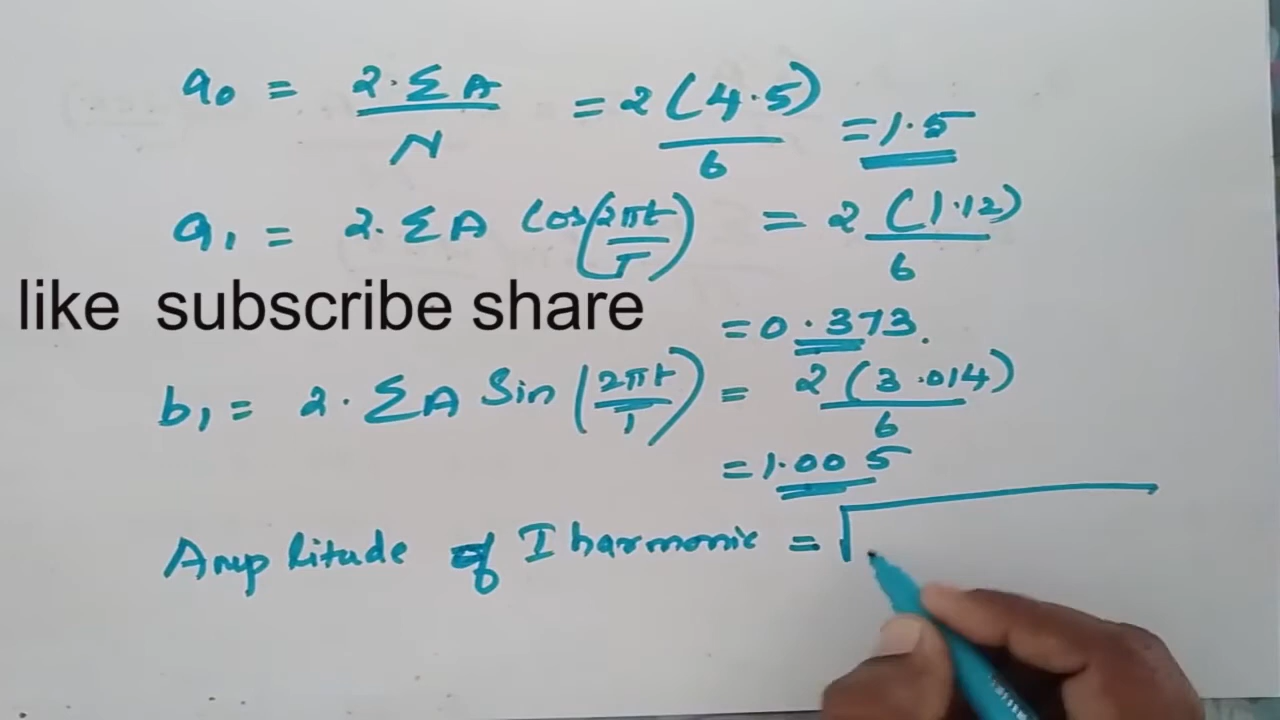 a₀ = 2·ΣA / N = 2(4.5) / 6 = 1.5
a₁ = 2·ΣA Cos(2πt/T) = 2(1.12) / 6
like subscribe share
= 0.373.
b₁ = 2·ΣA Sin(2πt/T) = 2(3.014) / 6
= 1.005
Amplitude of I harmonic = √